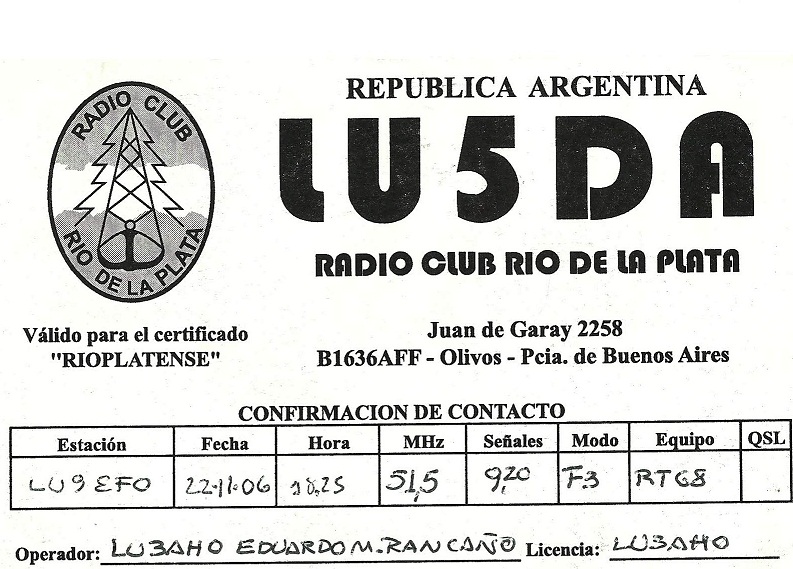 REPUBLICA ARGENTINA
LU5DA
RADIO CLUB
RIO DE LA PLATA
RADIO CLUB RIO DE LA PLATA
Válido para el certificado
"RIOPLATENSE"
Juan de Garay 2258
B1636AFF - Olivos - Pcia. de Buenos Aires
CONFIRMACION DE CONTACTO
Estación Fecha Hora MHz Señales Modo Equipo QSL
LU9EFO 22-11-06 18,25 51,5 9,20 F3
Operador: LU3AHO EDUARDO M. RANCAÑO Licencia: LU3AHO